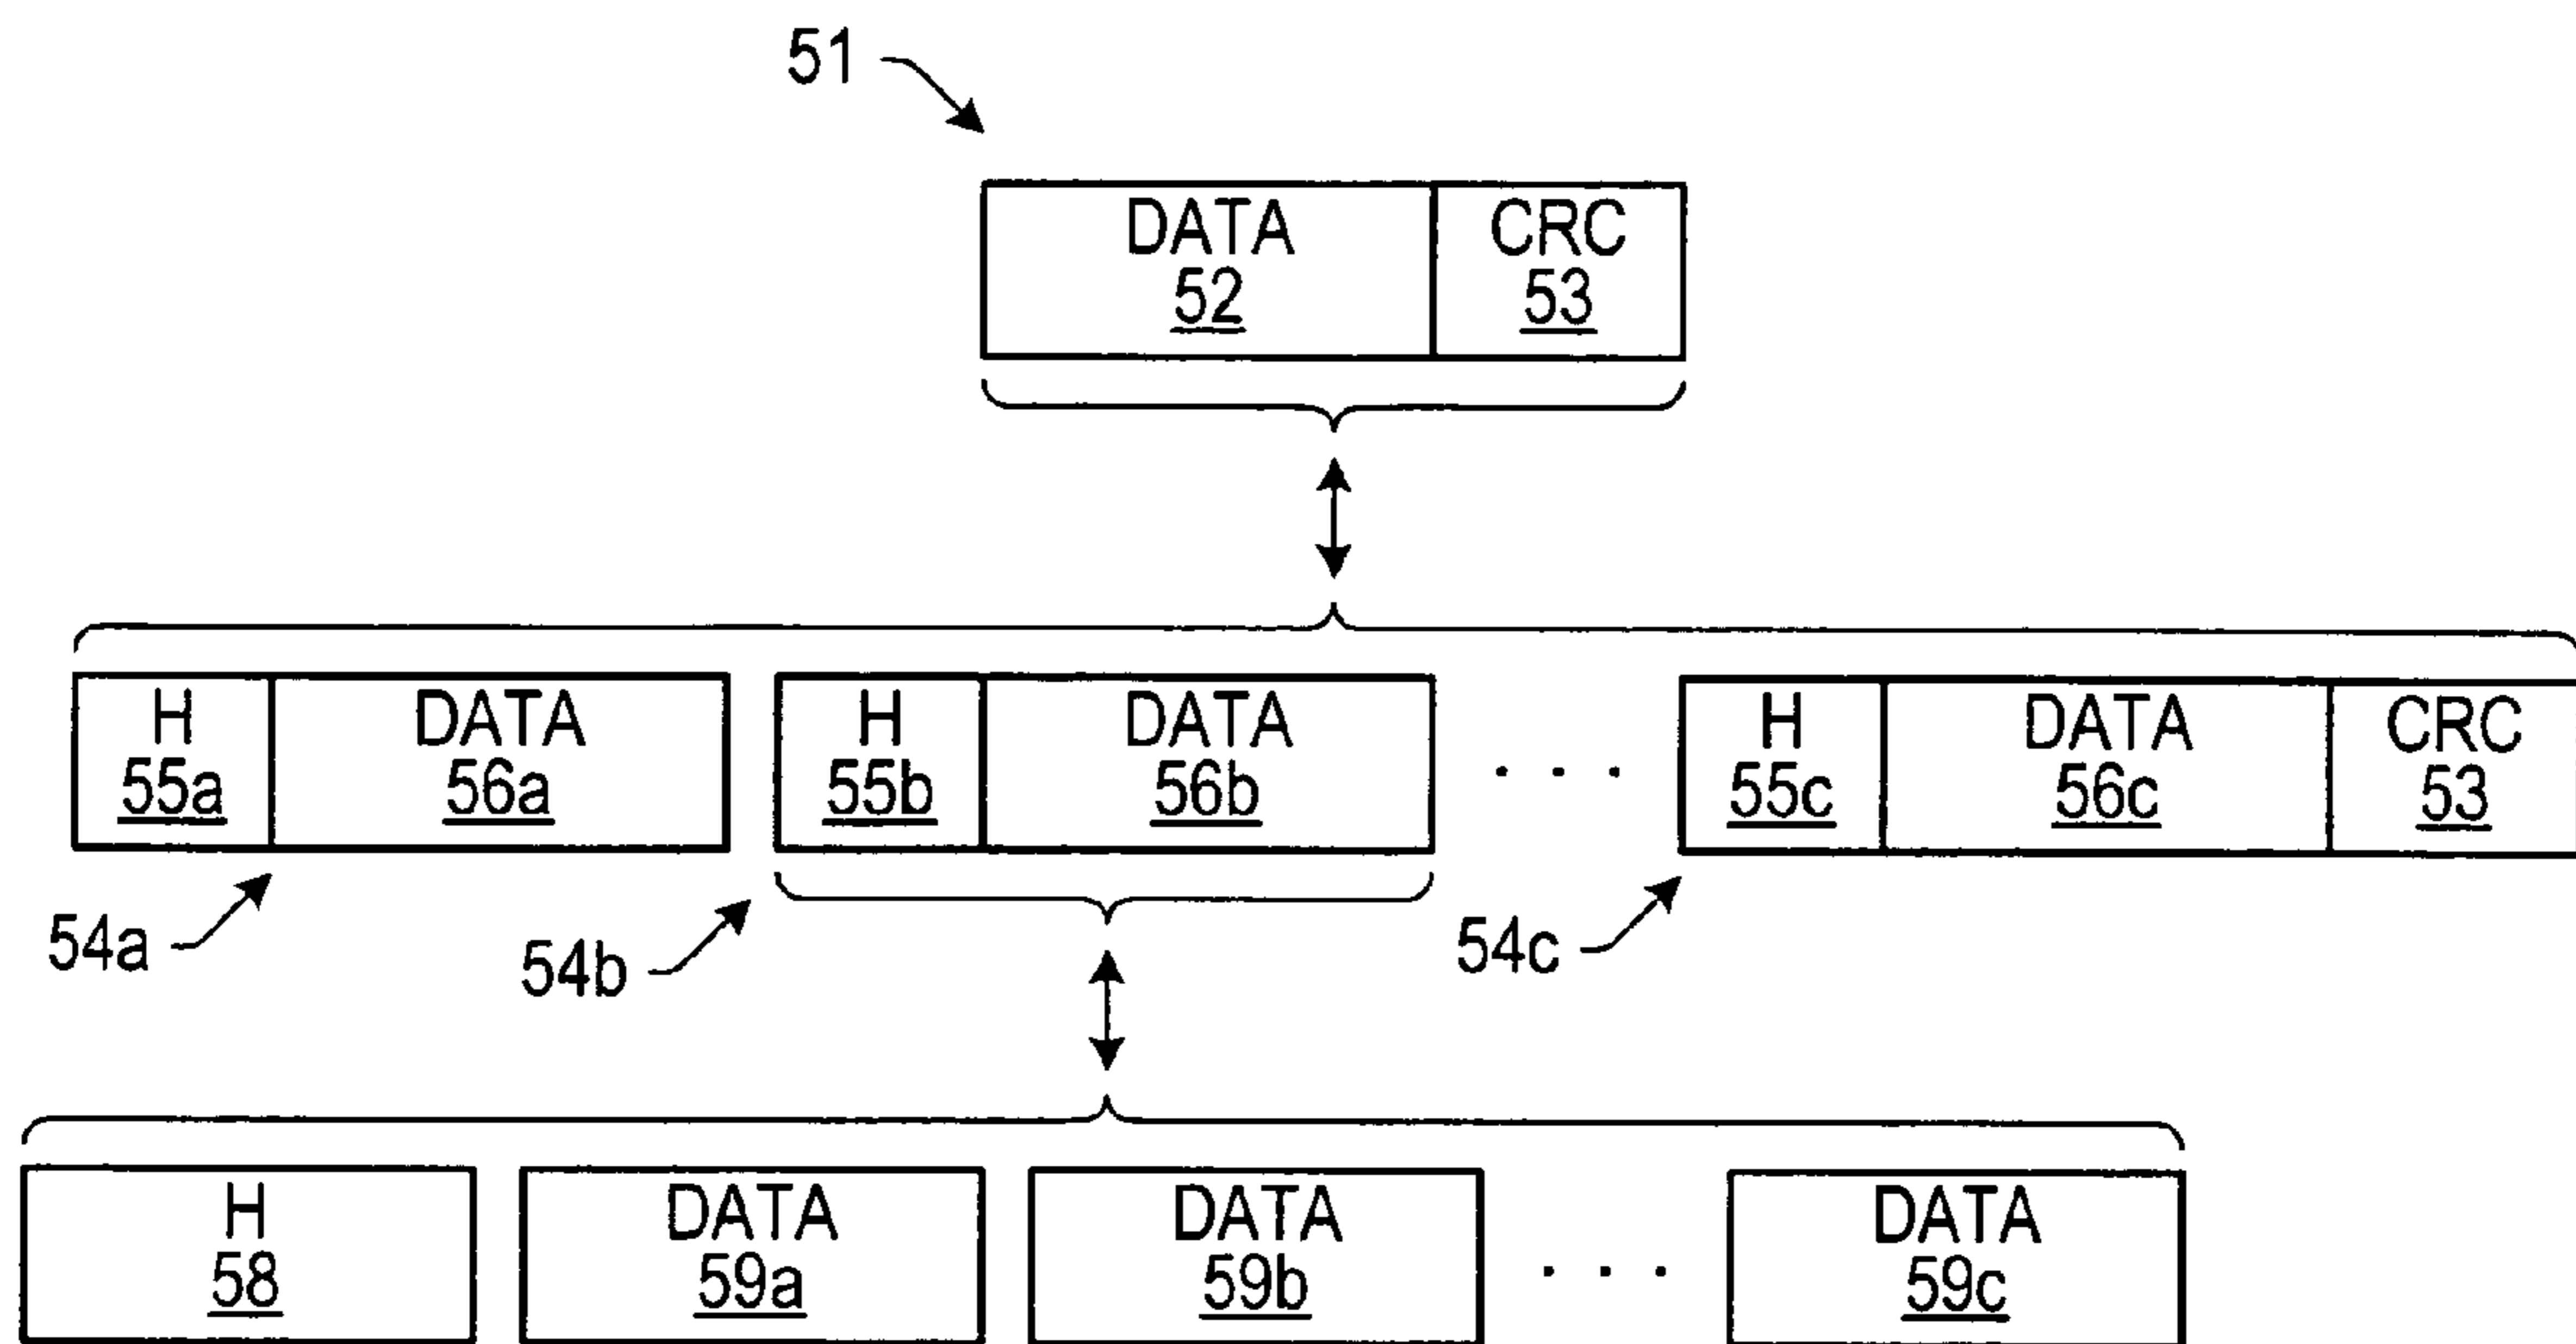 51
DATA CRC
52 53
H DATA H DATA . . . H DATA CRC
55a 56a 55b 56b 55c 56c 53
54a 54b 54c
H DATA DATA . . . DATA
58 59a 59b 59c